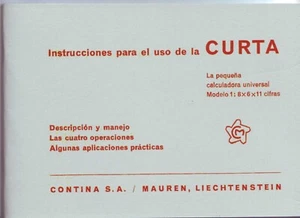 Instrucciones para el uso de la CURTA
La pequeña
calculadora universal
Modelo 1: 8×6×11 cifras
Descripción y manejo
Las cuatro operaciones
Algunas aplicaciones prácticas
CONTINA S.A. / MAUREN, LIECHTENSTEIN